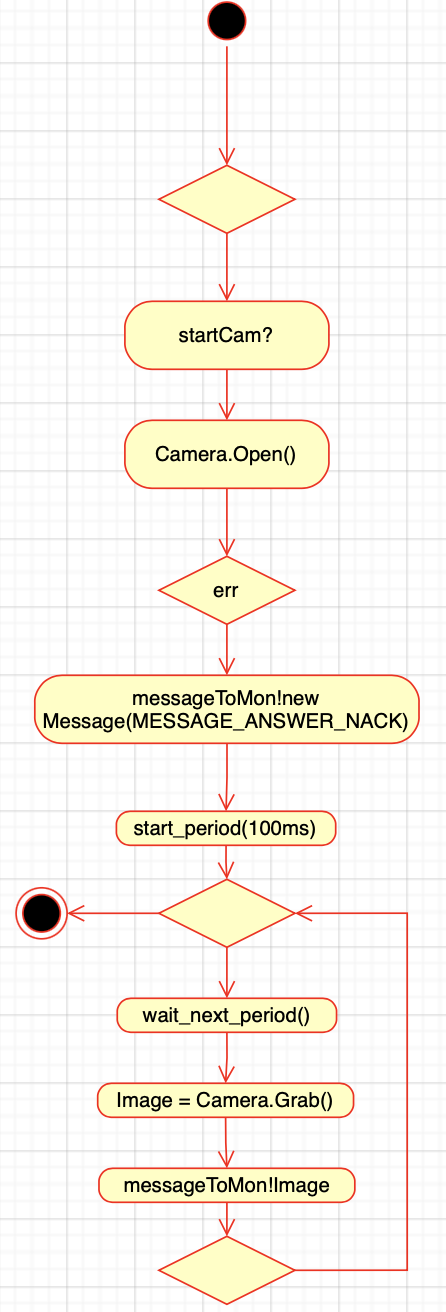 startCam?
Camera.Open()
err
messageToMon!new
Message(MESSAGE_ANSWER_NACK)
start_period(100ms)
wait_next_period()
Image = Camera.Grab()
messageToMon!Image